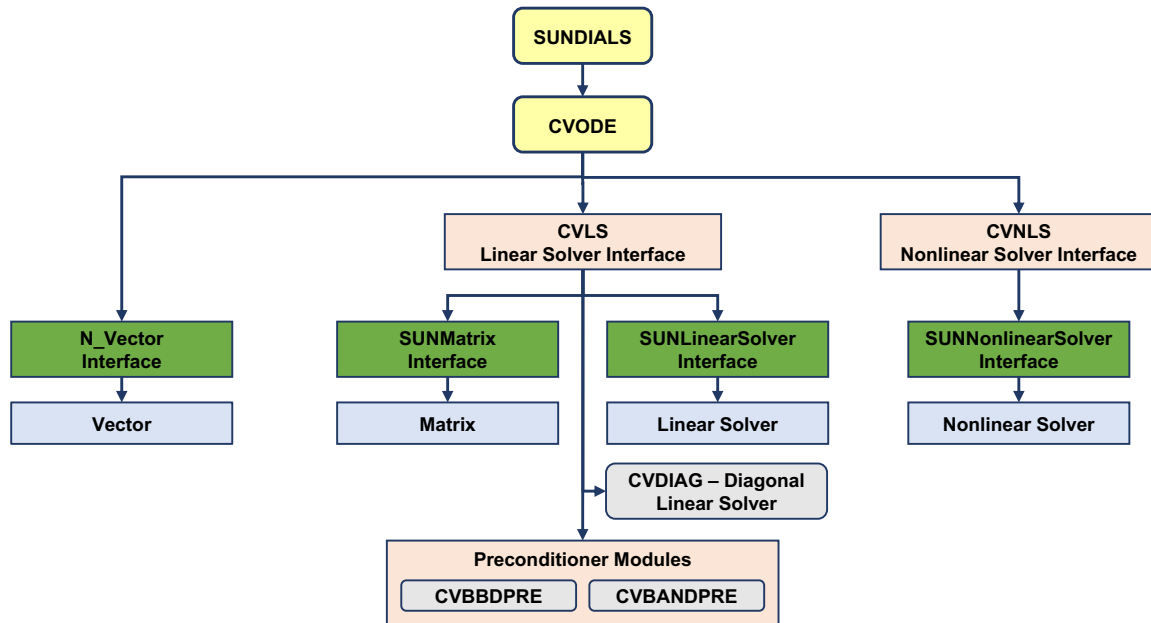 SUNDIALS
CVODE
CVLS
Linear Solver Interface
CVNLS
Nonlinear Solver Interface
N_Vector
Interface
SUNMatrix
Interface
SUNLinearSolver
Interface
SUNNonlinearSolver
Interface
Vector
Matrix
Linear Solver
Nonlinear Solver
CVDIAG – Diagonal
Linear Solver
Preconditioner Modules
CVBBDPRE
CVBANDPRE